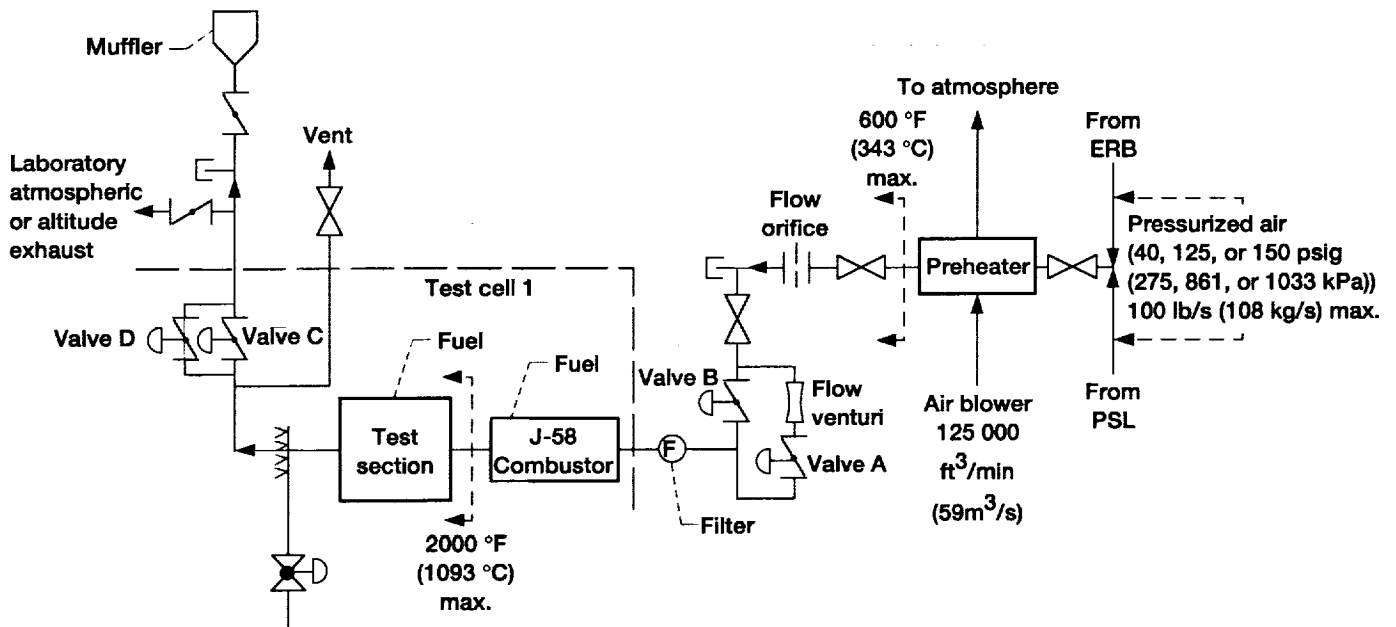 Muffler
Vent
Laboratory
atmospheric
or altitude
exhaust
Test cell 1
Valve D
Valve C
Fuel
Test
section
Fuel
J-58
Combustor
2000 °F
(1093 °C)
max.
F
Filter
Valve B
Flow
venturi
Valve A
Flow
orifice
600 °F
(343 °C)
max.
To atmosphere
Preheater
Air blower
125 000
ft³/min
(59m³/s)
From
ERB
Pressurized air
(40, 125, or 150 psig
(275, 861, or 1033 kPa))
100 lb/s (108 kg/s) max.
From
PSL